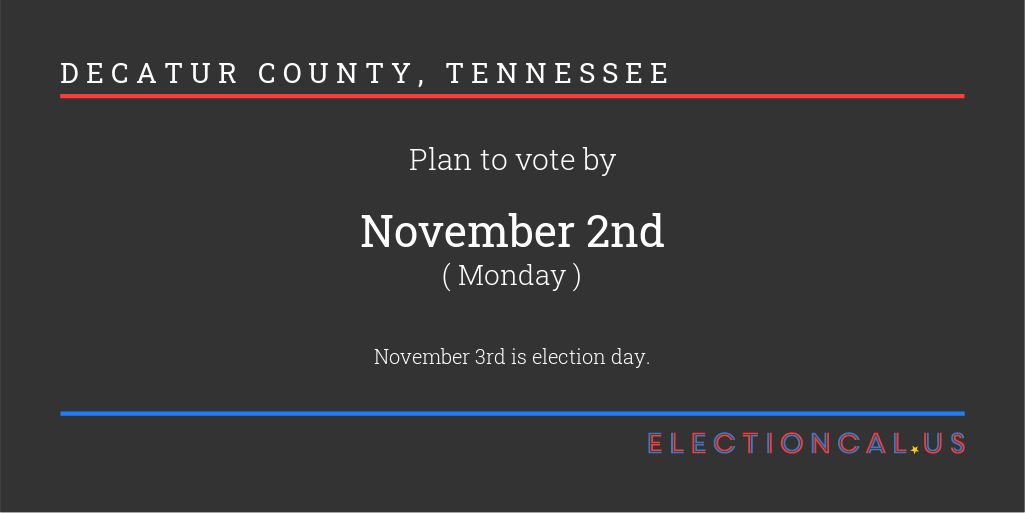 DECATUR COUNTY, TENNESSEE
Plan to vote by
November 2nd
( Monday )
November 3rd is election day.
ELECTIONCAL.US